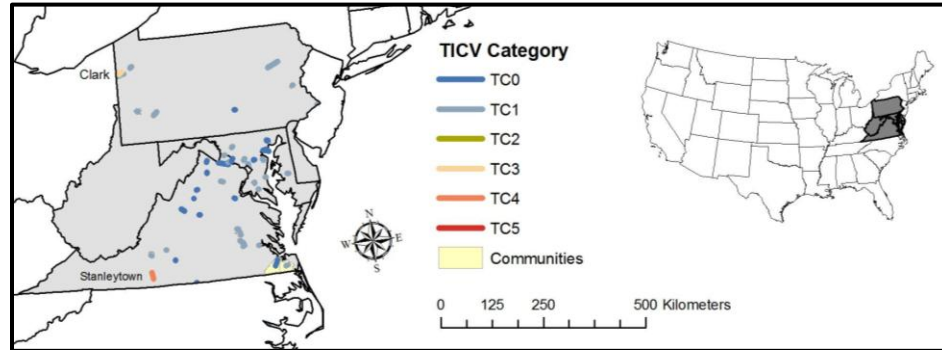 Clark
Stanleytown
N
W E
S
TICV Category
TC0
TC1
TC2
TC3
TC4
TC5
Communities
0 125 250 500 Kilometers